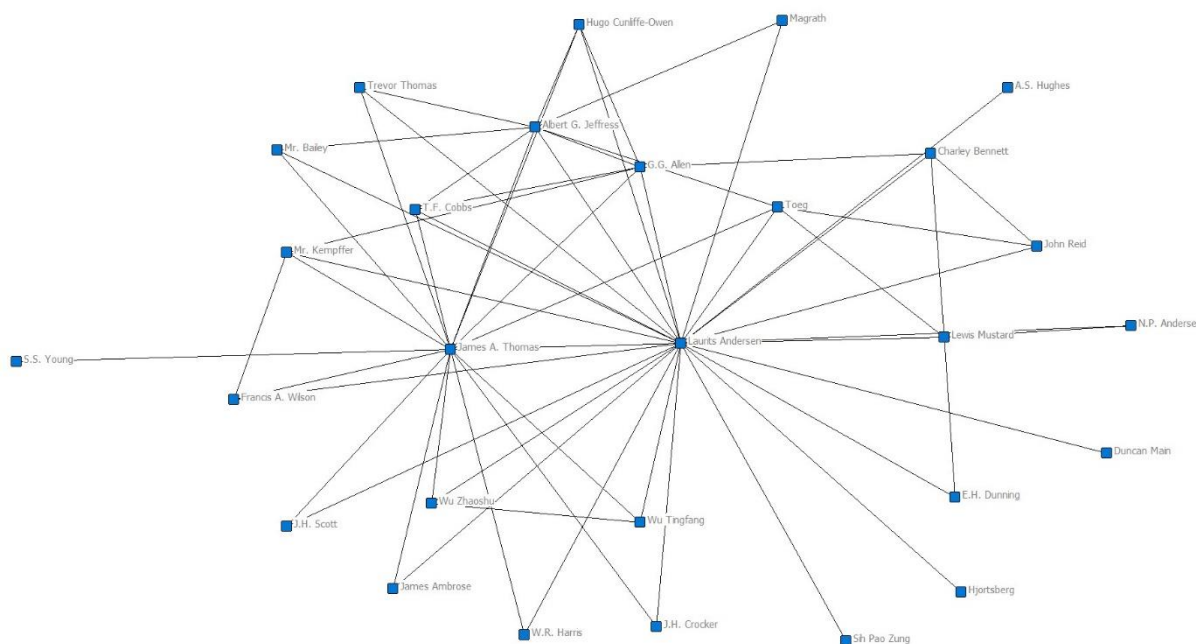 Hugo Cunliffe-Owen
Magrath
Trevor Thomas
A.S. Hughes
Albert G. Jeffress
Mr. Bailey
Charley Bennett
G.G. Allen
T.F. Cobbs
Toeg
Mr. Kempffer
John Reid
N.P. Anderse
Lewis Mustard
Laurits Andersen
James A. Thomas
S.S. Young
Francis A. Wilson
Duncan Main
E.H. Dunning
Wu Zhaoshu
J.H. Scott
Wu Tingfang
James Ambrose
Hjortsberg
J.H. Crocker
W.R. Harris
Sih Pao Zung